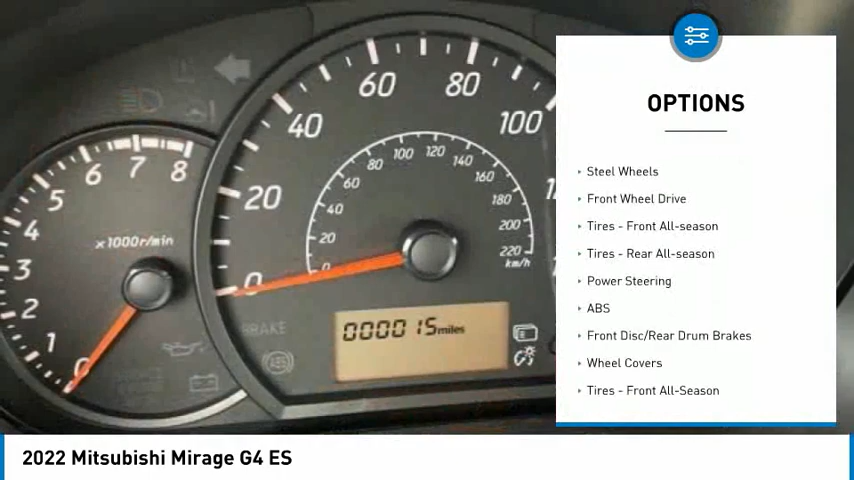 OPTIONS
Steel Wheels
Front Wheel Drive
Tires - Front All-season
Tires - Rear All-season
Power Steering
ABS
Front Disc/Rear Drum Brakes
Wheel Covers
Tires - Front All-Season
0
1
2
3
4
5
6
7
8
x1000r/min
0
20
40
60
80
100
0
20
40
60
80
100
120
140
160
180
200
220
km/h
BRAKE
000015 miles
2022 Mitsubishi Mirage G4 ES